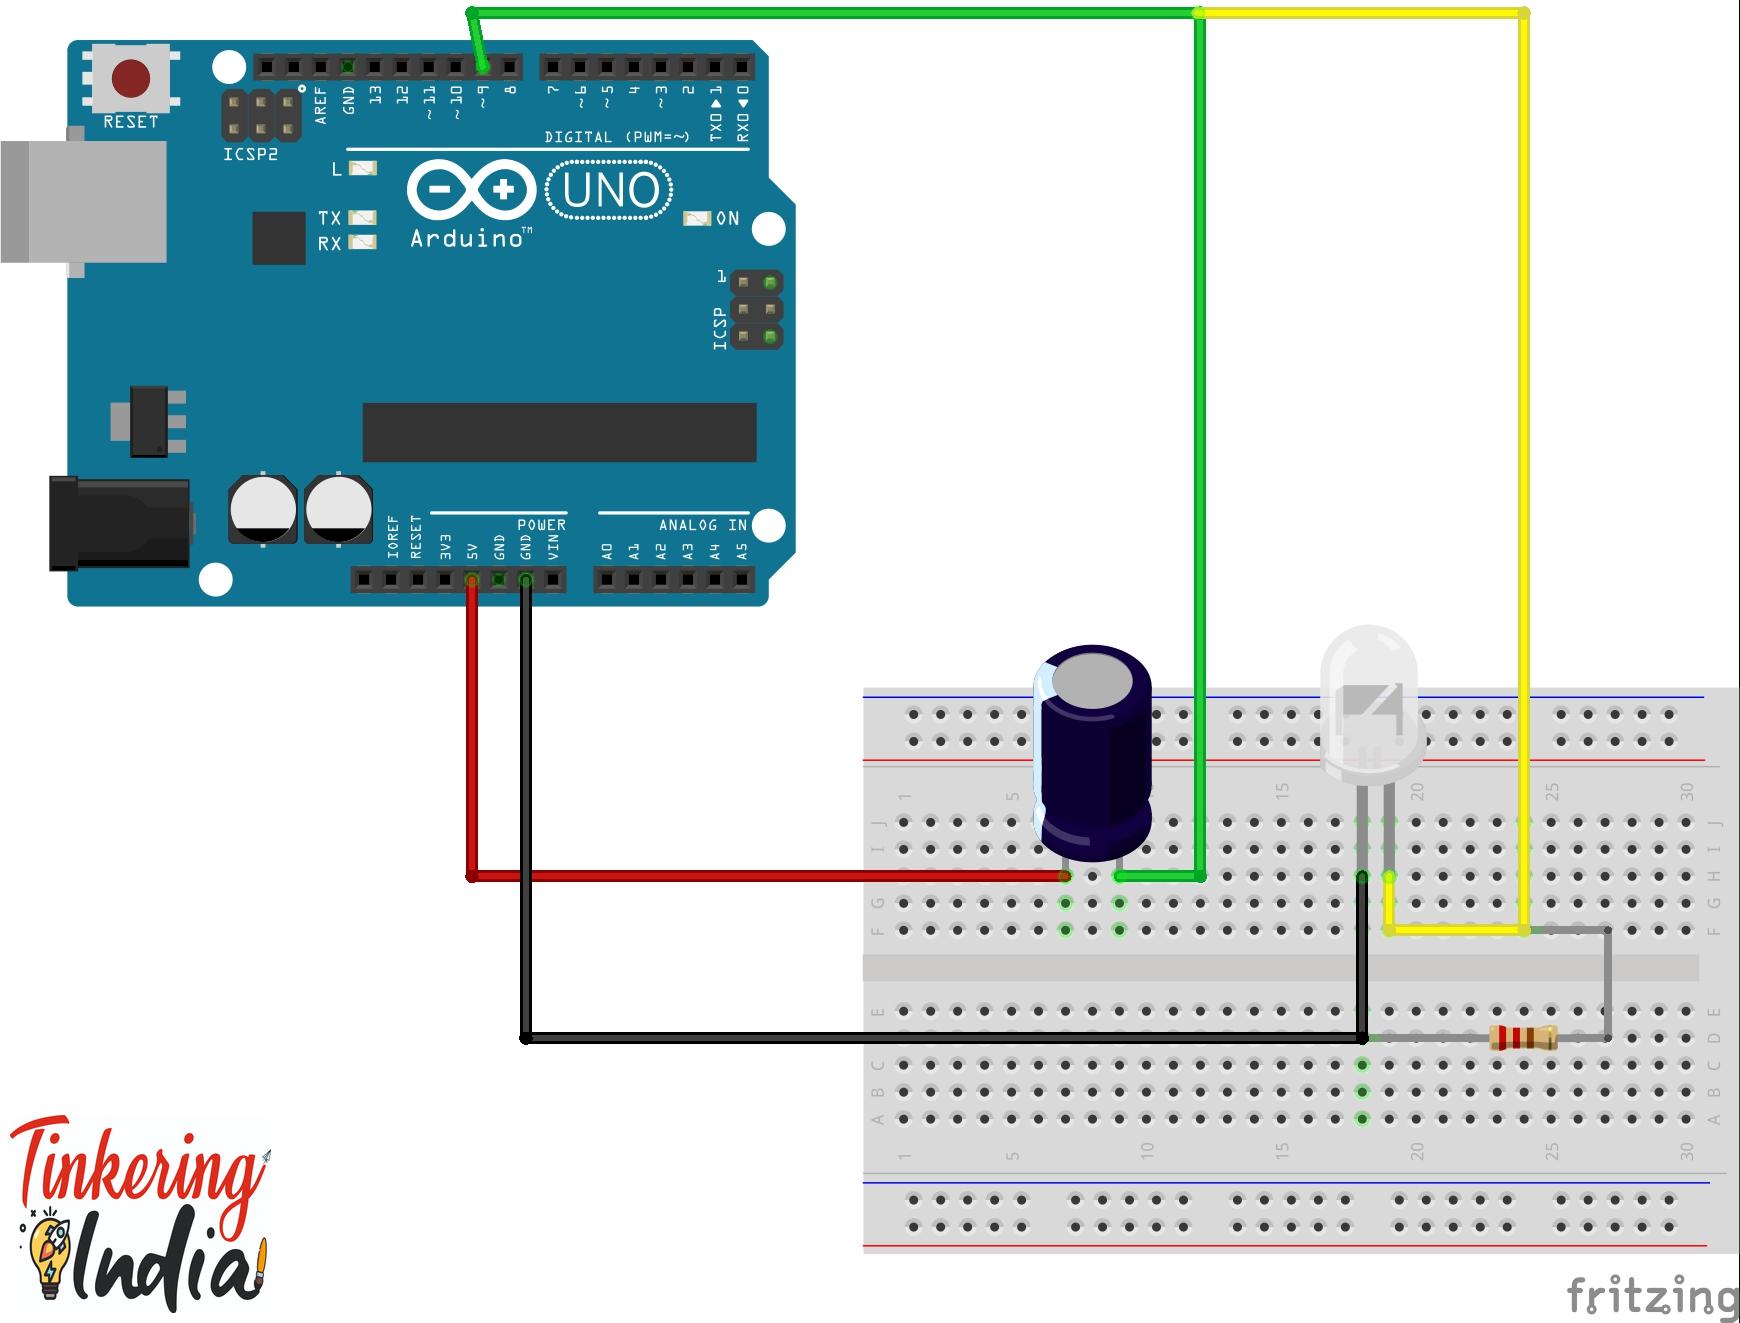 RESET
ICSP2
AREF
GND
13
12
~11
~10
~9
8
7
~6
~5
4
~3
2
TX0▶1
RX0◀0
DIGITAL (PWM=~)
L
TX
RX
UNO
Arduino™
ON
1
ICSP
IOREF
RESET
3V3
5V
GND
GND
VIN
POWER
ANALOG IN
A0
A1
A2
A3
A4
A5
1
5
15
20
25
30
J
J
I
I
H
H
G
G
F
F
E
E
D
D
C
C
B
B
A
A
1
5
10
15
20
25
30
Tinkering
India
fritzing